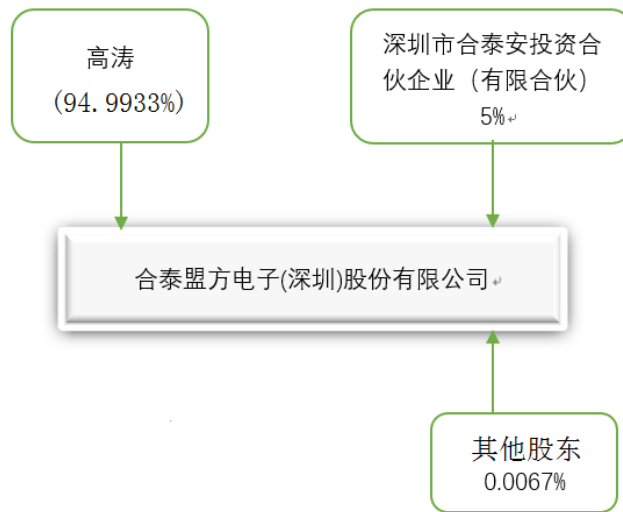 高涛
(94.9933%)
深圳市合泰安投资合
伙企业（有限合伙）
5%↵
合泰盟方电子(深圳)股份有限公司↵
其他股东
0.0067%